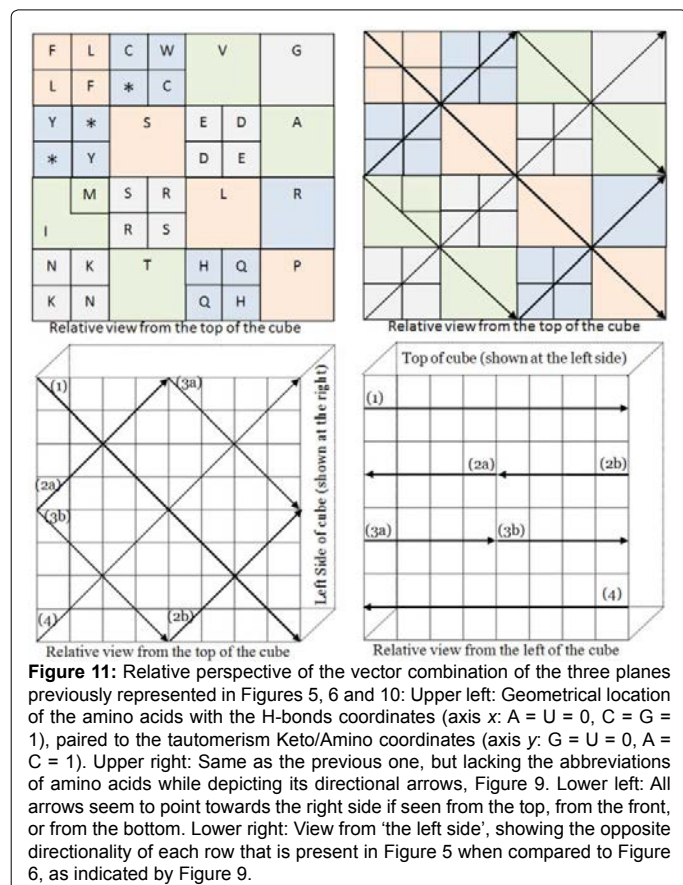 F L C W V G
L F * C
Y * S E D A
* Y D E
M S R L R
I R S
N K T H Q P
K N Q H
Relative view from the top of the cube
Relative view from the top of the cube
(1) (3a)
(2a)
(3b)
(4) (2b)
Left Side of cube (shown at the right)
Relative view from the top of the cube
Top of cube (shown at the left side)
(1)
(2a) (2b)
(3a) (3b)
(4)
Relative view from the left of the cube
Figure 11: Relative perspective of the vector combination of the three planes
previously represented in Figures 5, 6 and 10: Upper left: Geometrical location
of the amino acids with the H-bonds coordinates (axis x: A = U = 0, C = G =
1), paired to the tautomerism Keto/Amino coordinates (axis y: G = U = 0, A =
C = 1). Upper right: Same as the previous one, but lacking the abbreviations
of amino acids while depicting its directional arrows, Figure 9. Lower left: All
arrows seem to point towards the right side if seen from the top, from the front,
or from the bottom. Lower right: View from ‘the left side’, showing the opposite
directionality of each row that is present in Figure 5 when compared to Figure
6, as indicated by Figure 9.